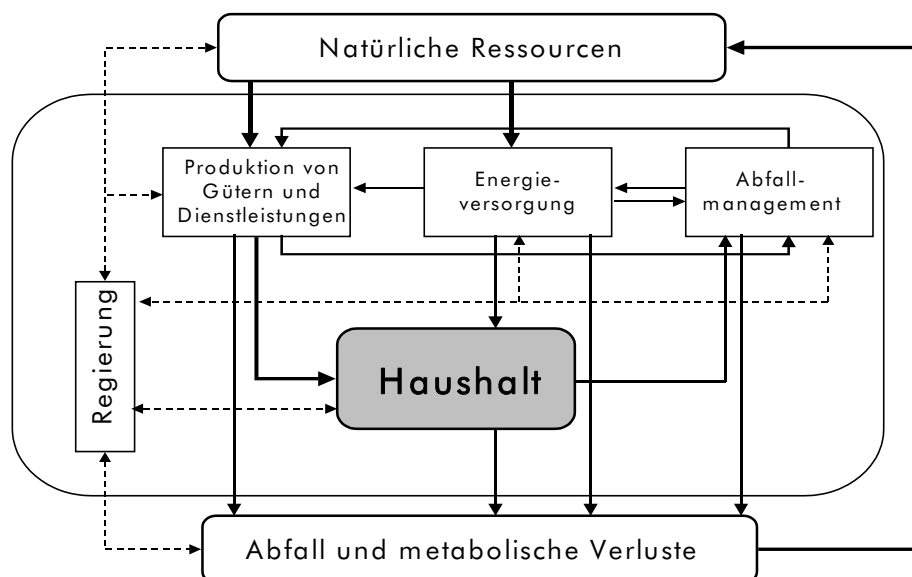 Natürliche Ressourcen
Produktion von
Gütern und
Dienstleistungen
Energie-
versorgung
Abfall-
management
Regierung
Haushalt
Abfall und metabolische Verluste